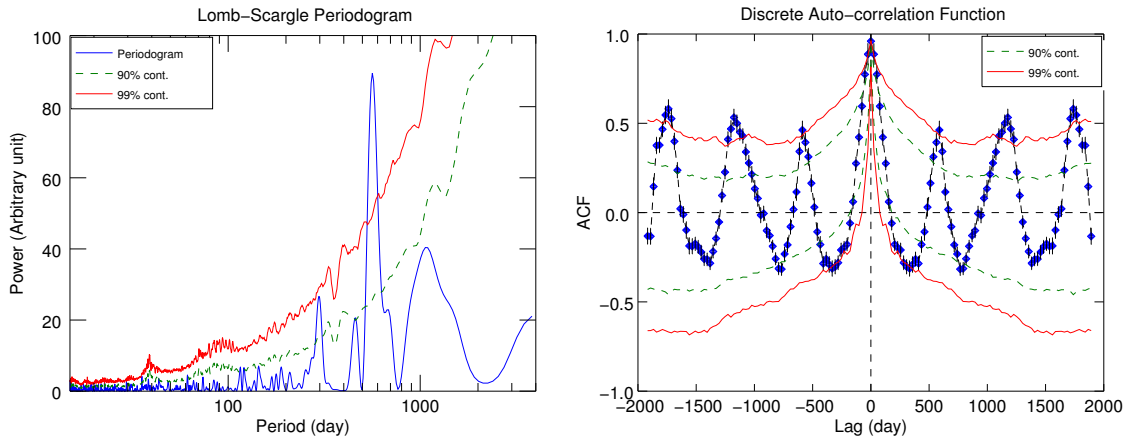 Lomb−Scargle Periodogram
Periodogram
90% cont.
99% cont.
100
80
60
40
20
0
Power (Arbitrary unit)
100
1000
Period (day)
Discrete Auto−correlation Function
90% cont.
99% cont.
1.0
0.5
0.0
−0.5
−1.0
ACF
−2000
−1500
−1000
−500
0
500
1000
1500
2000
Lag (day)